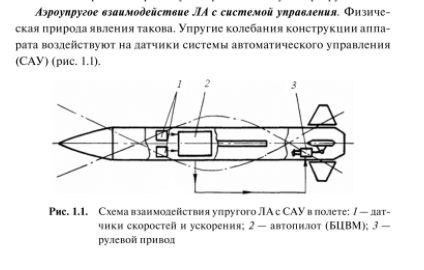 Аэроупругое взаимодействие ЛА с системой управления. Физиче-
ская природа явления такова. Упругие колебания конструкции аппа-
рата воздействуют на датчики системы автоматического управления
(САУ) (рис. 1.1).
1 2 3
Рис. 1.1. Схема взаимодействия упругого ЛА с САУ в полете: 1 — дат-
чики скоростей и ускорения; 2 — автопилот (БЦВМ); 3 —
рулевой привод